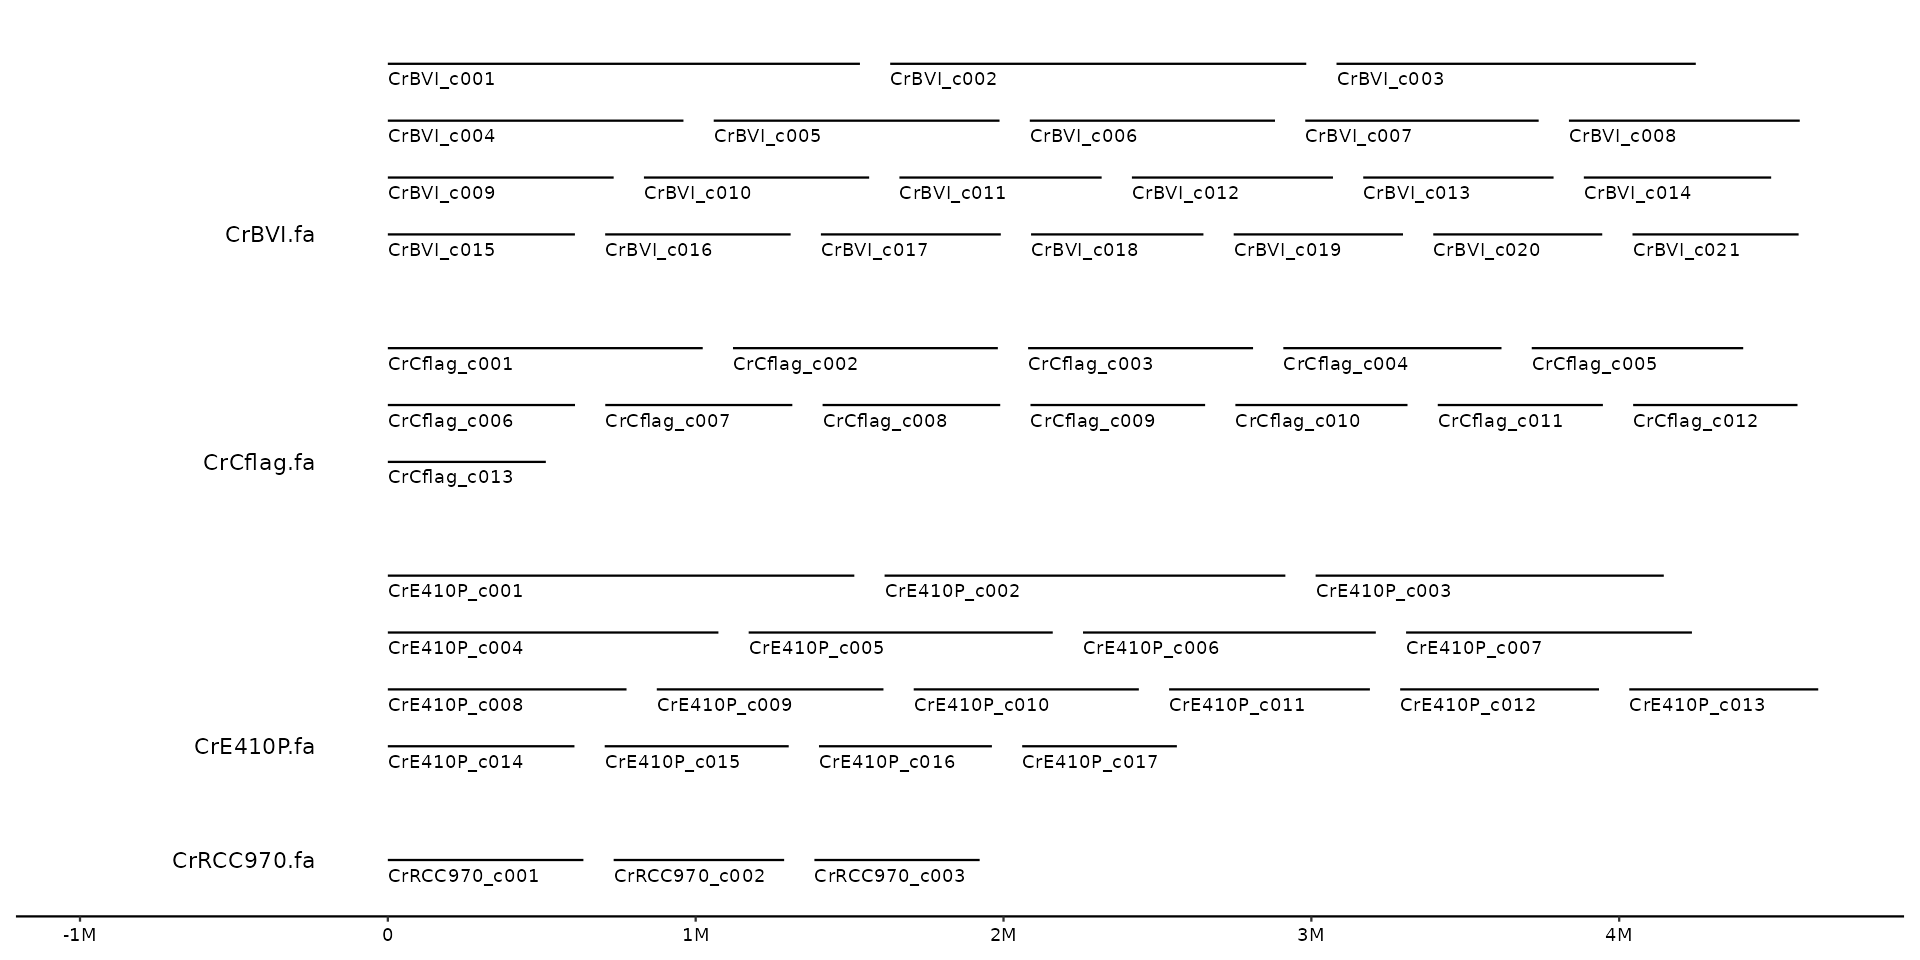 CrBVI_c001 CrBVI_c002 CrBVI_c003
CrBVI_c004 CrBVI_c005 CrBVI_c006 CrBVI_c007 CrBVI_c008
CrBVI_c009 CrBVI_c010 CrBVI_c011 CrBVI_c012 CrBVI_c013 CrBVI_c014
CrBVI.fa
CrBVI_c015 CrBVI_c016 CrBVI_c017 CrBVI_c018 CrBVI_c019 CrBVI_c020 CrBVI_c021
CrCflag_c001 CrCflag_c002 CrCflag_c003 CrCflag_c004 CrCflag_c005
CrCflag_c006 CrCflag_c007 CrCflag_c008 CrCflag_c009 CrCflag_c010 CrCflag_c011 CrCflag_c012
CrCflag.fa
CrCflag_c013
CrE410P_c001 CrE410P_c002 CrE410P_c003
CrE410P_c004 CrE410P_c005 CrE410P_c006 CrE410P_c007
CrE410P_c008 CrE410P_c009 CrE410P_c010 CrE410P_c011 CrE410P_c012 CrE410P_c013
CrE410P.fa
CrE410P_c014 CrE410P_c015 CrE410P_c016 CrE410P_c017
CrRCC970.fa
CrRCC970_c001 CrRCC970_c002 CrRCC970_c003
-1M 0 1M 2M 3M 4M